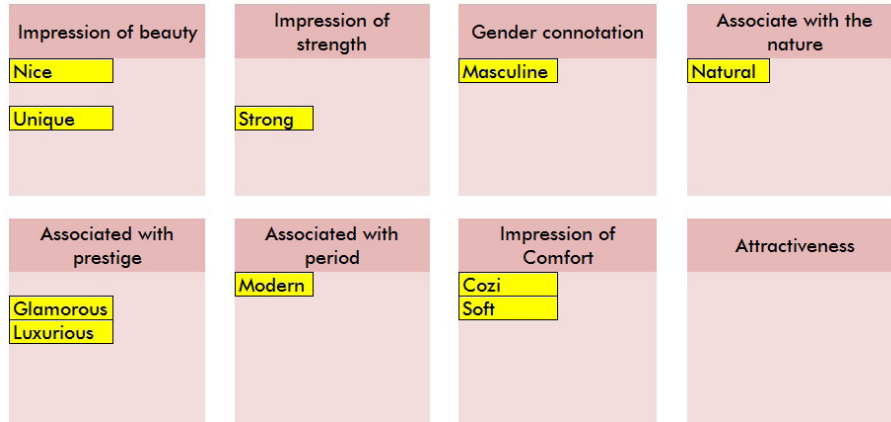 Impression of beauty
Nice
Unique
Impression of
strength
Strong
Gender connotation
Masculine
Associate with the
nature
Natural
Associated with
prestige
Glamorous
Luxurious
Associated with
period
Modern
Impression of
Comfort
Cozi
Soft
Attractiveness